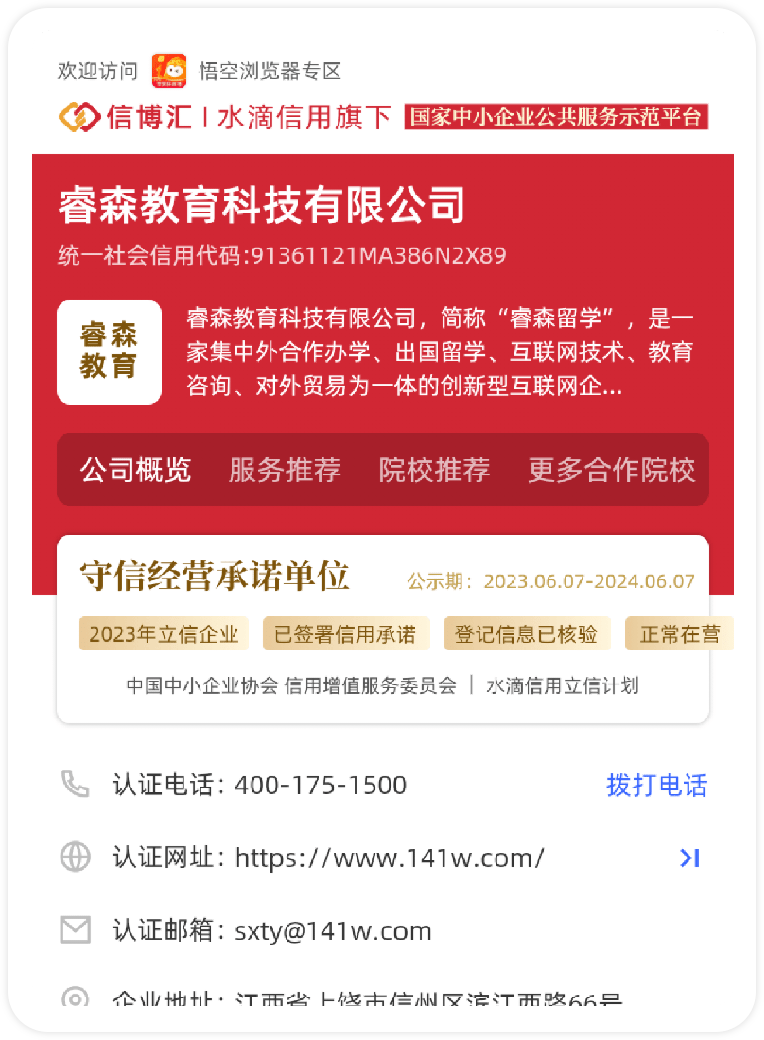 欢迎访问 悟空浏览器专区
信博汇 | 水滴信用旗下 国家中小企业公共服务示范平台
睿森教育科技有限公司
统一社会信用代码:91361121MA386N2X89
睿森教育
睿森教育科技有限公司，简称“睿森留学”，是一
家集中外合作办学、出国留学、互联网技术、教育
咨询、对外贸易为一体的创新型互联网企...
公司概览 服务推荐 院校推荐 更多合作院校
守信经营承诺单位 公示期：2023.06.07-2024.06.07
2023年立信企业 已签署信用承诺 登记信息已核验 正常在营
中国中小企业协会 信用增值服务委员会 | 水滴信用立信计划
认证电话：400-175-1500 拨打电话
认证网址：https://www.141w.com/
认证邮箱：sxty@141w.com
企业地址：江西省上饶市信州区滨江西路66号